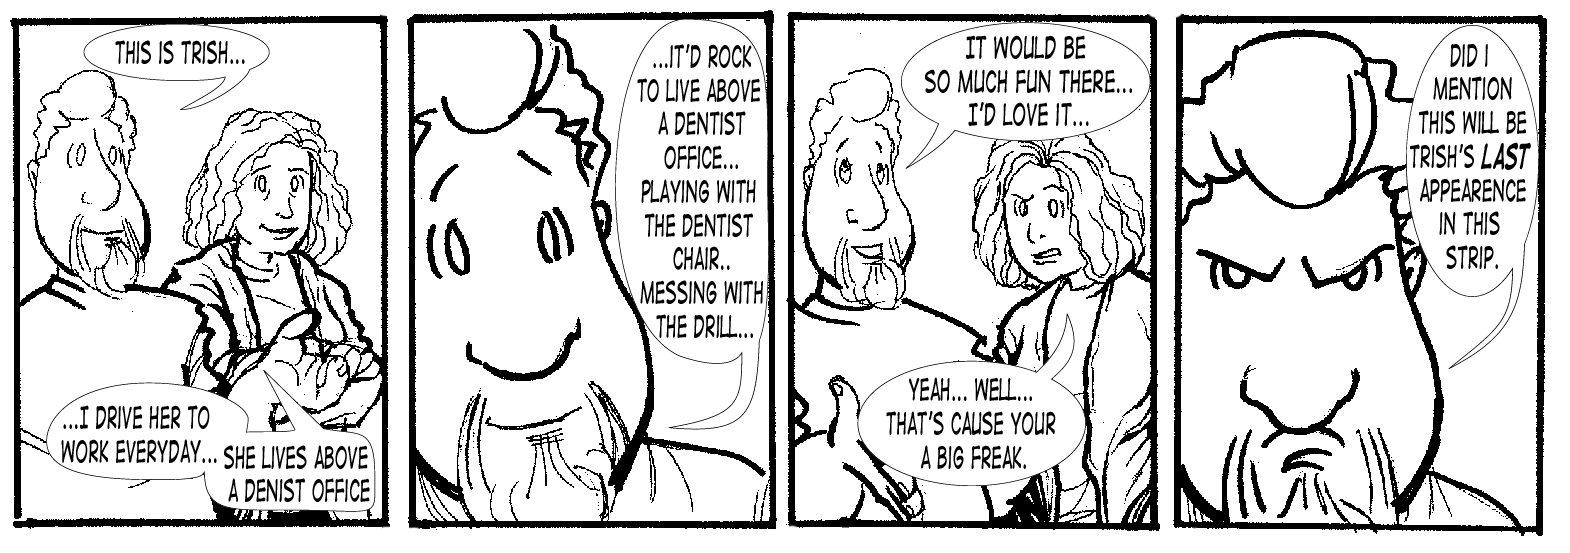 THIS IS TRISH...
...I DRIVE HER TO
WORK EVERYDAY...
SHE LIVES ABOVE
A DENIST OFFICE
...IT'D ROCK
TO LIVE ABOVE
A DENTIST
OFFICE...
PLAYING WITH
THE DENTIST
CHAIR..
MESSING WITH
THE DRILL...
IT WOULD BE
SO MUCH FUN THERE...
I'D LOVE IT...
YEAH... WELL...
THAT'S CAUSE YOUR
A BIG FREAK.
DID I
MENTION
THIS WILL BE
TRISH'S LAST
APPEARENCE
IN THIS
STRIP.